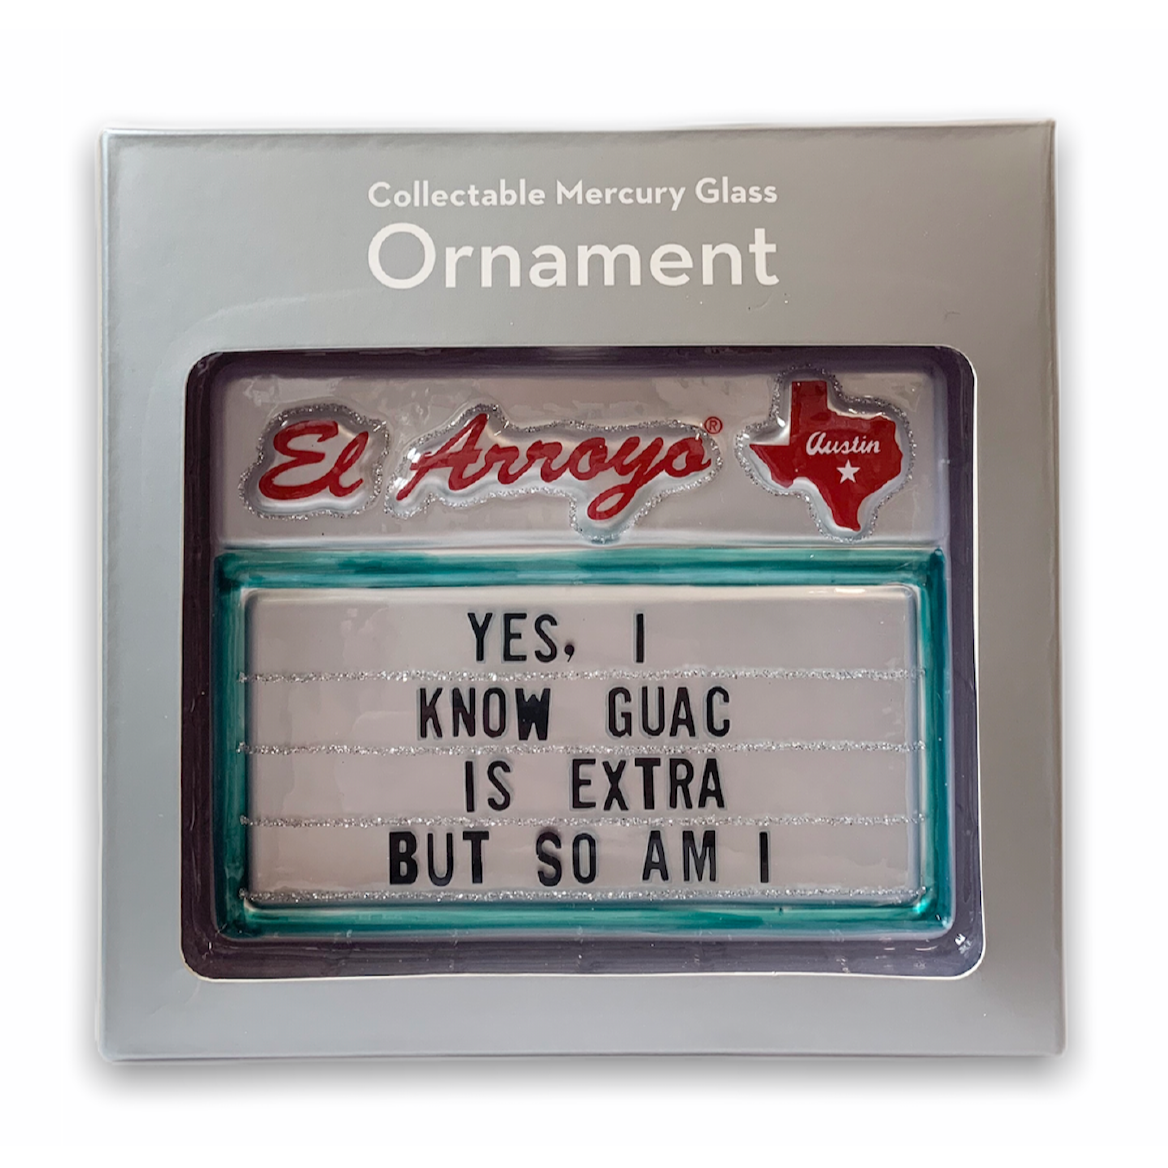 Collectable Mercury Glass
Ornament
El Arroyo®
Austin
YES, I
KNOW GUAC
IS EXTRA
BUT SO AM I